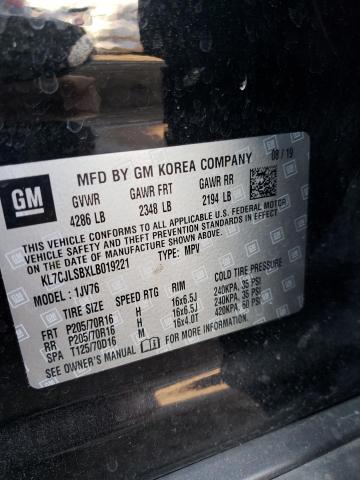 GM
MFD BY GM KOREA COMPANY 08/19
GVWR GAWR FRT GAWR RR
4286 LB 2348 LB 2194 LB
THIS VEHICLE CONFORMS TO ALL APPLICABLE U.S. FEDERAL MOTOR
VEHICLE SAFETY AND THEFT PREVENTION STANDARDS IN EFFECT
ON THE DATE OF MANUFACTURE SHOWN ABOVE.
KL7CJLSBXLB019221 TYPE: MPV
MODEL: 1JV76
TIRE SIZE SPEED RTG RIM COLD TIRE PRESSURE
FRT P205/70R16 H 16x6.5J 240KPA, 35 PSI
RR P205/70R16 H 16x6.5J 240KPA, 35 PSI
SPA T125/70D16 M 16x4.0T 420KPA, 60 PSI
SEE OWNER'S MANUAL FOR MORE INFORMATION